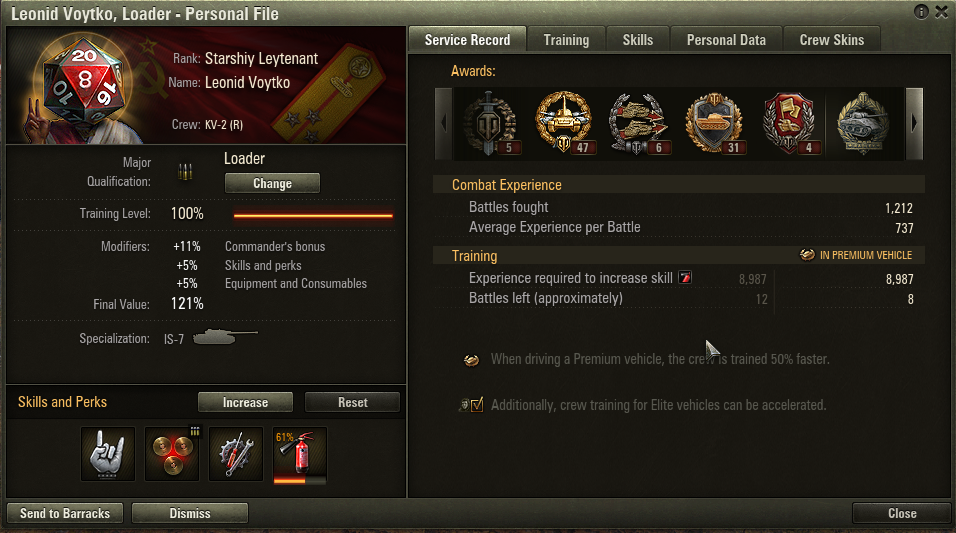 Leonid Voytko, Loader - Personal File
20
8
10
16
Rank: Starshiy Leytenant
Name: Leonid Voytko
Crew: KV-2 (R)
Major Qualification:
Loader
Change
Training Level: 100%
Modifiers: +11% Commander's bonus
+5% Skills and perks
+5% Equipment and Consumables
Final Value: 121%
Specialization: IS-7
Skills and Perks
Increase
Reset
61%
Send to Barracks
Dismiss
Service Record
Training
Skills
Personal Data
Crew Skins
Awards:
5
47
6
31
4
Combat Experience
Battles fought 1,212
Average Experience per Battle 737
Training IN PREMIUM VEHICLE
Experience required to increase skill 8,987 8,987
Battles left (approximately) 12 8
When driving a Premium vehicle, the crew is trained 50% faster.
Additionally, crew training for Elite vehicles can be accelerated.
Close